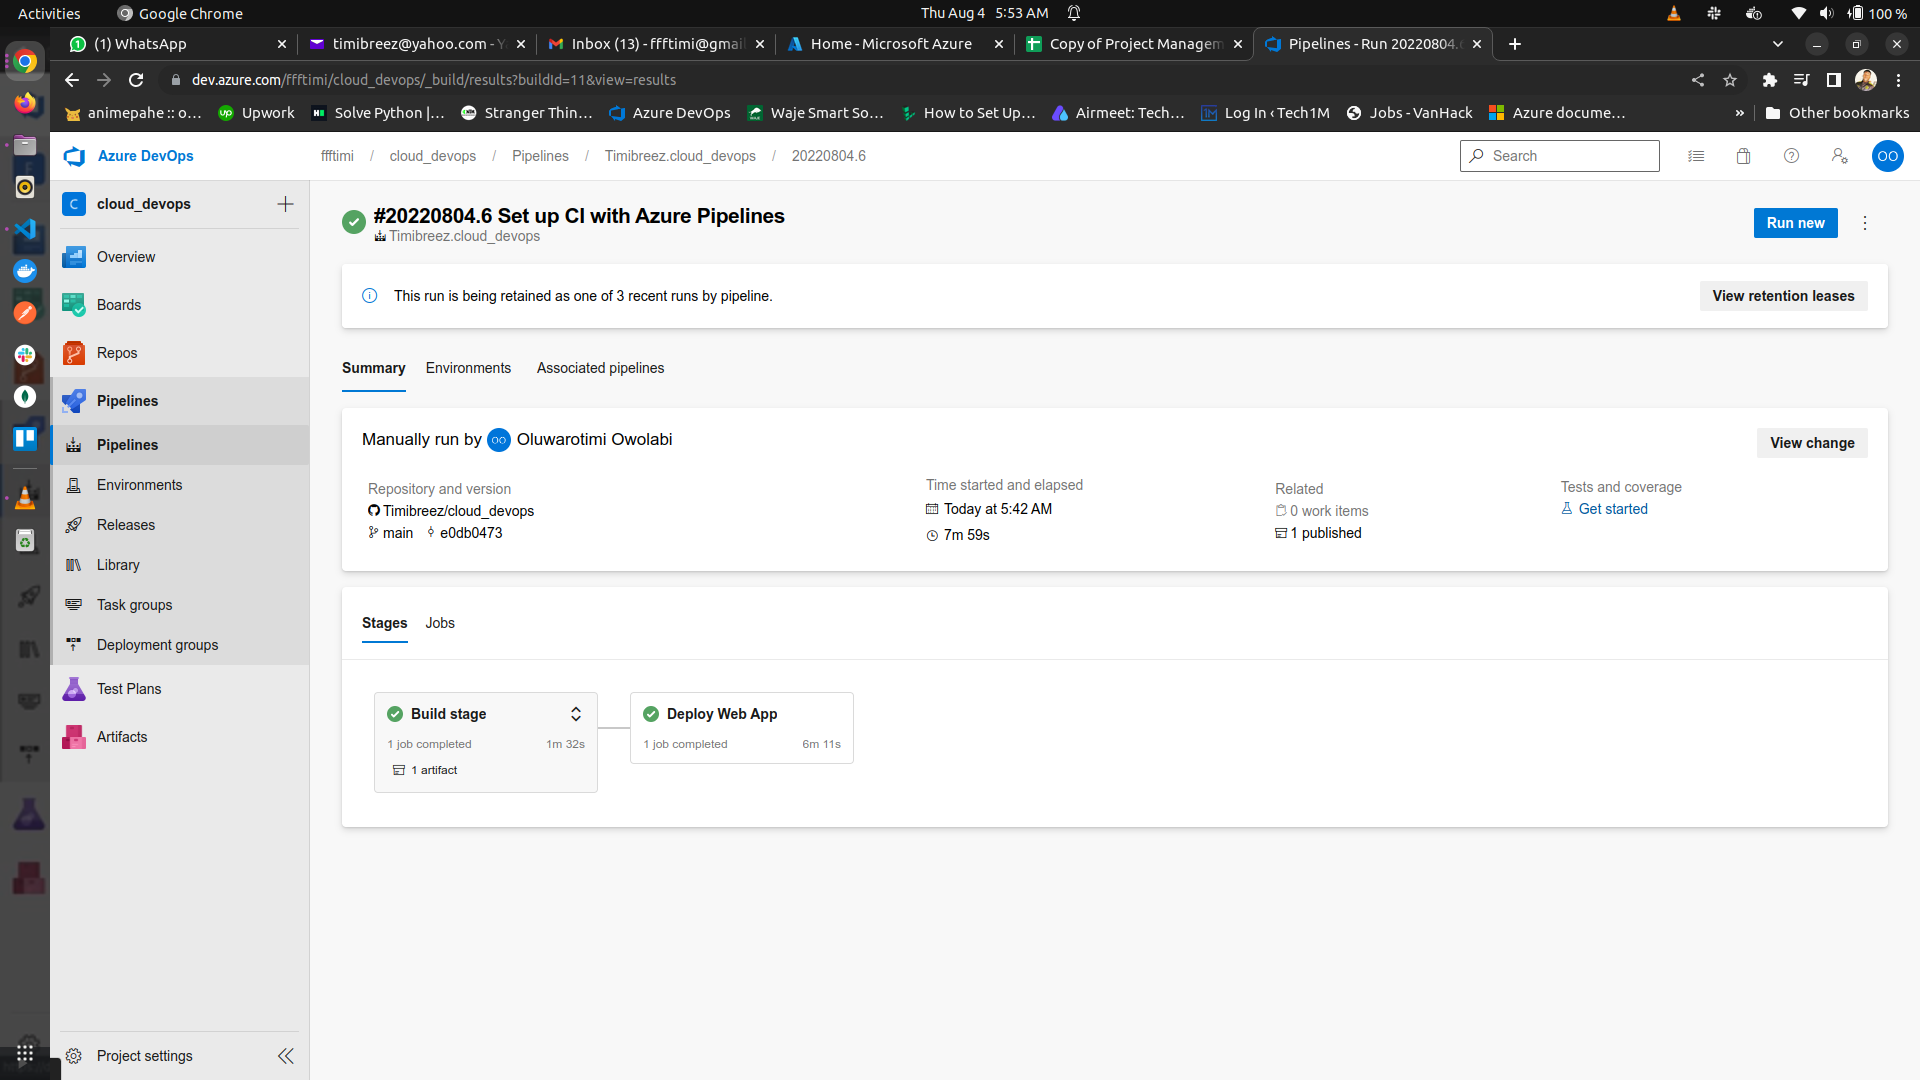 Activities
Google Chrome
Thu Aug 4 5:53 AM
100 %
(1) WhatsApp
timibreez@yahoo.com - Y
Inbox (13) - ffftimi@gmail
Home - Microsoft Azure
Copy of Project Managem
Pipelines - Run 20220804.6
dev.azure.com/ffftimi/cloud_devops/_build/results?buildId=11&view=results
animepahe :: o…
Upwork
Solve Python |…
Stranger Thin…
Azure DevOps
Waje Smart So…
How to Set Up…
Airmeet: Tech…
Log In ‹ Tech1M
Jobs - VanHack
Azure docume…
»
Other bookmarks
Azure DevOps
ffftimi / cloud_devops / Pipelines / Timibreez.cloud_devops / 20220804.6
Search
OO
C cloud_devops
Overview
Boards
Repos
Pipelines
Pipelines
Environments
Releases
Library
Task groups
Deployment groups
Test Plans
Artifacts
Project settings
#20220804.6 Set up CI with Azure Pipelines
Timibreez.cloud_devops
Run new
This run is being retained as one of 3 recent runs by pipeline.
View retention leases
Summary
Environments
Associated pipelines
Manually run by OO Oluwarotimi Owolabi
View change
Repository and version
Timibreez/cloud_devops
main e0db0473
Time started and elapsed
Today at 5:42 AM
7m 59s
Related
0 work items
1 published
Tests and coverage
Get started
Stages
Jobs
Build stage
1 job completed 1m 32s
1 artifact
Deploy Web App
1 job completed 6m 11s